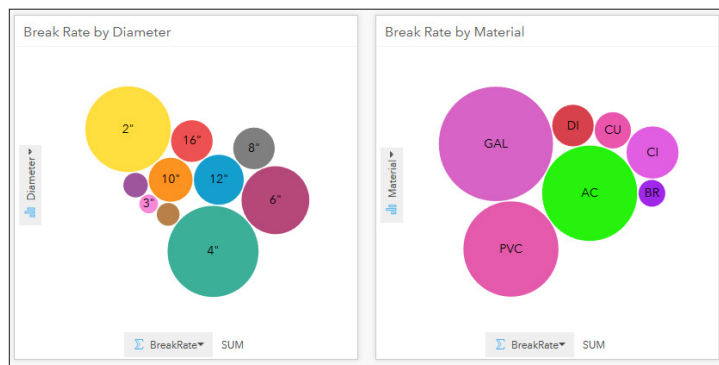 Break Rate by Diameter
2"
16"
8"
10"
12"
3"
6"
4"
Diameter
BreakRate SUM
Break Rate by Material
GAL
DI
CU
CI
AC
BR
PVC
Material
BreakRate SUM